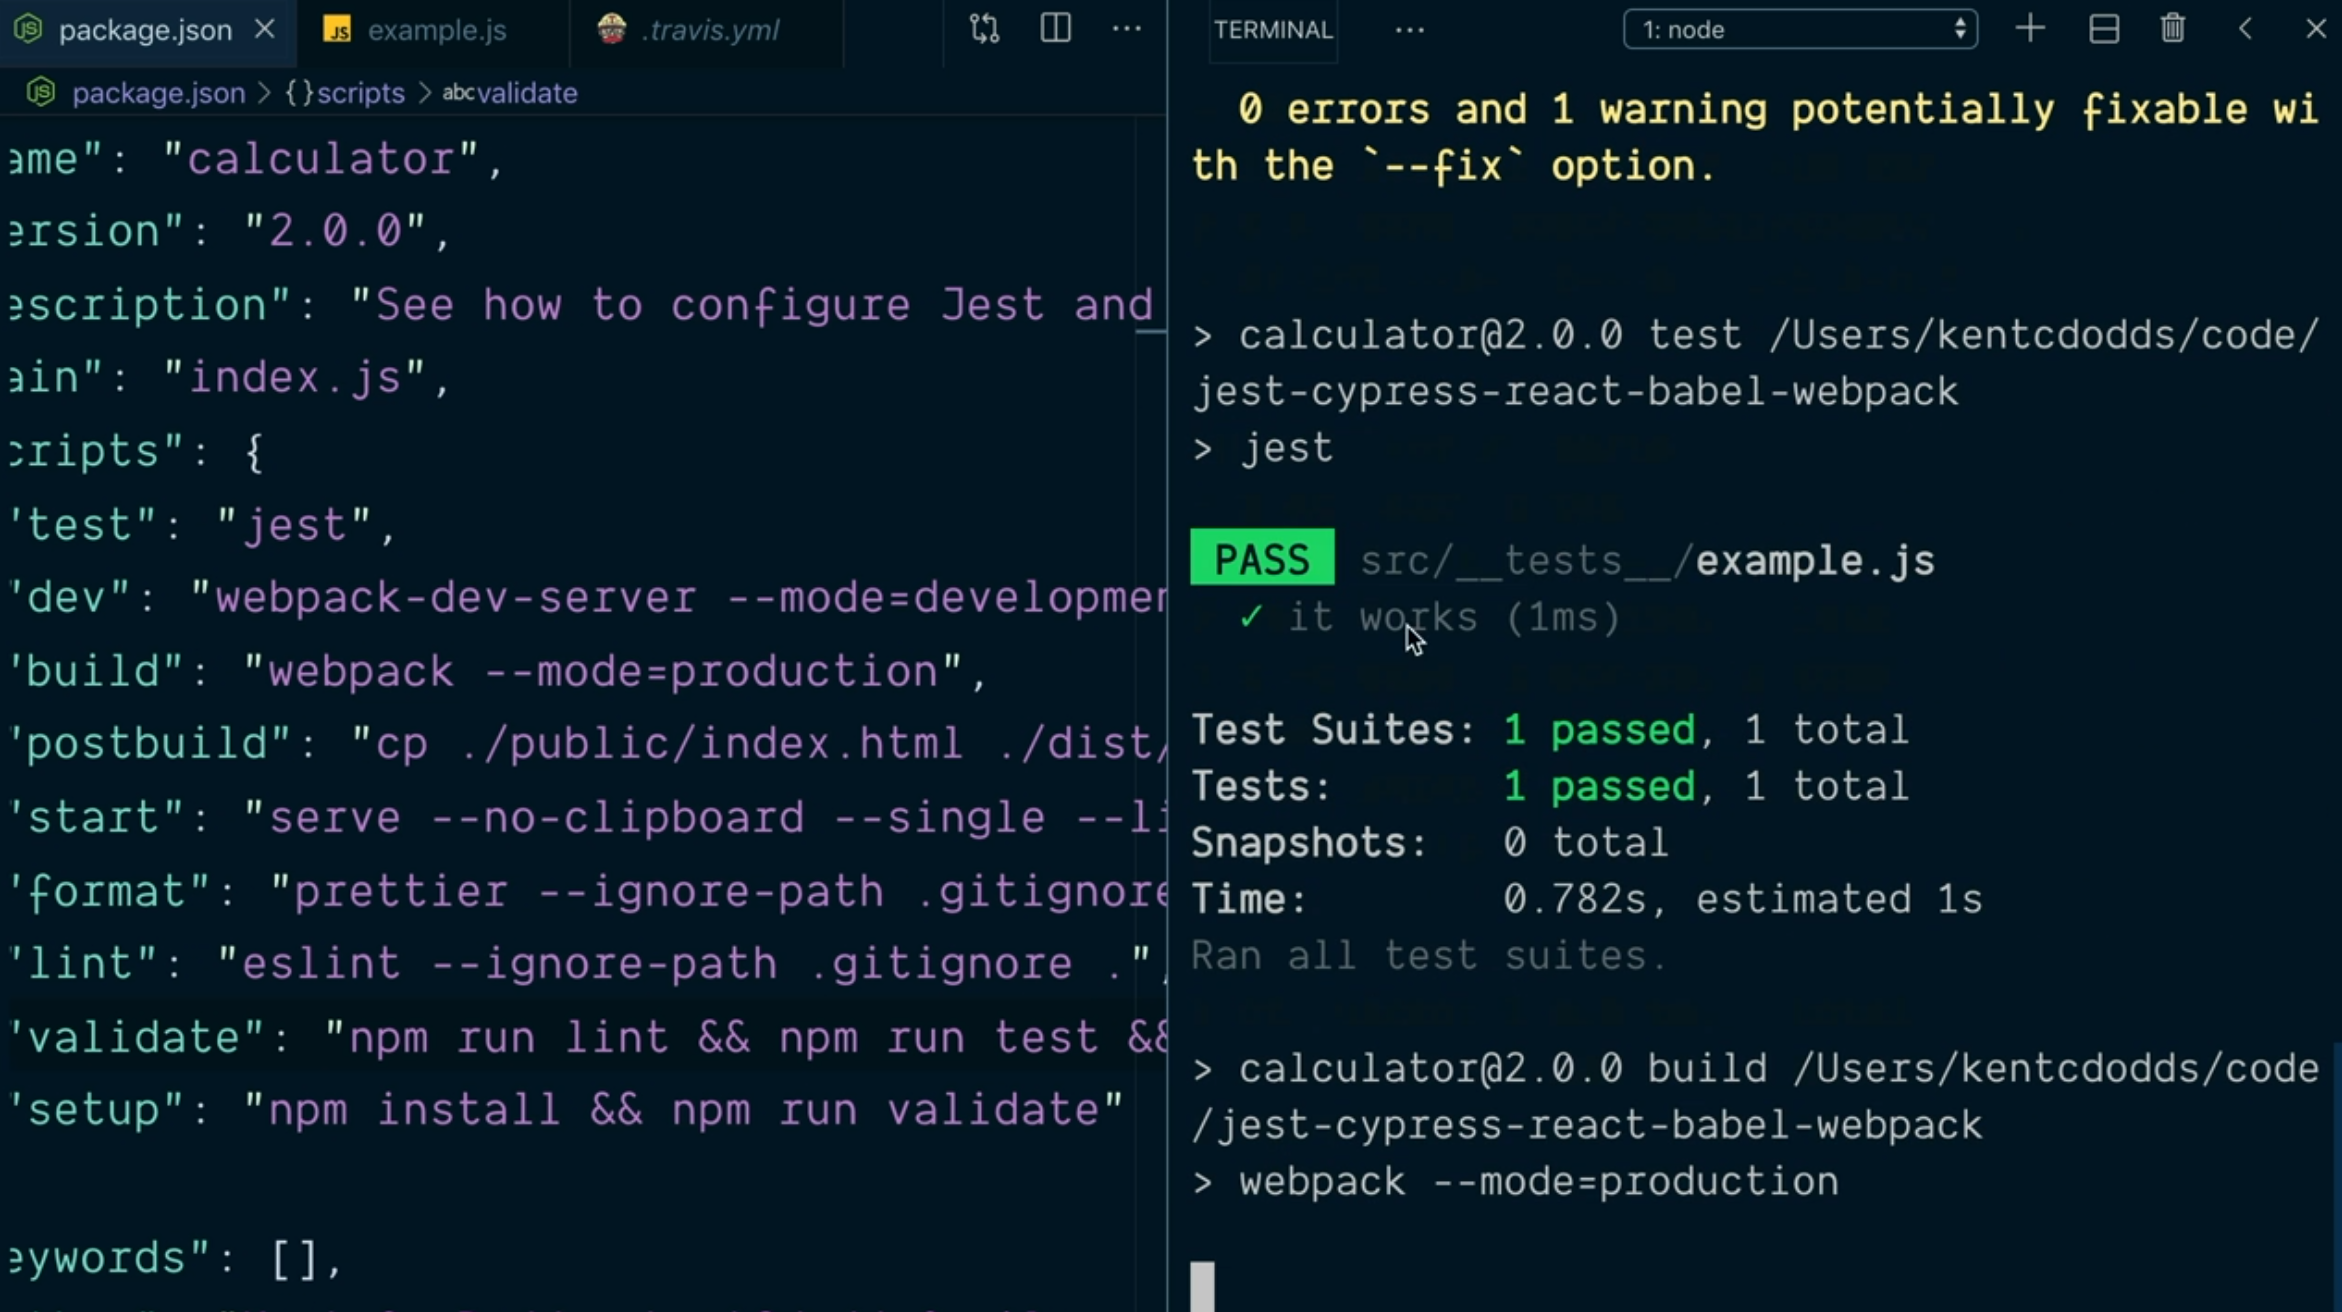 package.json
example.js
.travis.yml
package.json > {} scripts > abc validate
ame": "calculator",
ersion": "2.0.0",
escription": "See how to configure Jest and
ain": "index.js",
cripts": {
"test": "jest",
"dev": "webpack-dev-server --mode=developmen
"build": "webpack --mode=production",
"postbuild": "cp ./public/index.html ./dist/
"start": "serve --no-clipboard --single --li
"format": "prettier --ignore-path .gitignore
"lint": "eslint --ignore-path .gitignore .",
"validate": "npm run lint && npm run test &&
"setup": "npm install && npm run validate"
eywords": [],
TERMINAL
1: node
0 errors and 1 warning potentially fixable wi
th the `--fix` option.
> calculator@2.0.0 test /Users/kentcdodds/code/
jest-cypress-react-babel-webpack
> jest
PASS src/__tests__/example.js
✓ it works (1ms)
Test Suites: 1 passed, 1 total
Tests: 1 passed, 1 total
Snapshots: 0 total
Time: 0.782s, estimated 1s
Ran all test suites.
> calculator@2.0.0 build /Users/kentcdodds/code
/jest-cypress-react-babel-webpack
> webpack --mode=production